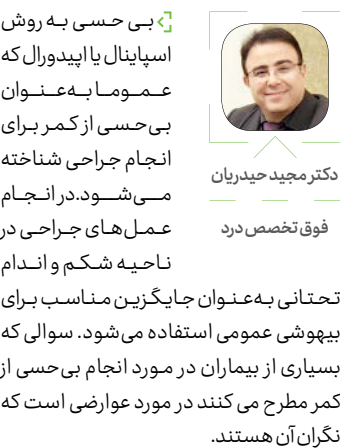 بی حسی به روش
اسپاینال یا اپیدورال که
عموما به‌عنوان
بی‌حسی از کمر برای
انجام جراحی شناخته
می‌شود.در انجام
عمل‌های جراحی در
ناحیه شکم و اندام
تحتانی به‌عنوان جایگزین مناسب برای
بیهوشی عمومی استفاده می‌شود. سوالی که
بسیاری از بیماران در مورد انجام بی‌حسی از
کمر مطرح می کنند در مورد عوارضی است که
نگران آن هستند.
دکتر مجید حیدریان
فوق تخصص درد